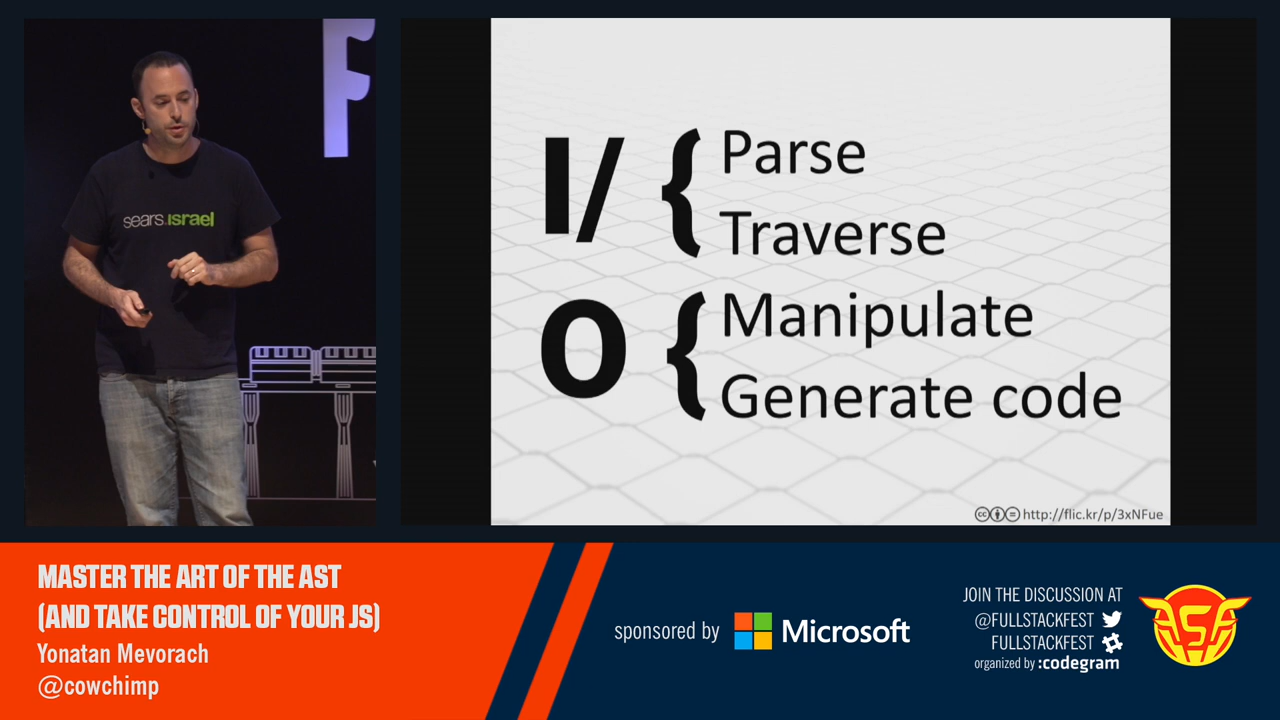 F
sears.israel
I/ { Parse
Traverse
O { Manipulate
Generate code
http://flic.kr/p/3xNFue
MASTER THE ART OF THE AST
(AND TAKE CONTROL OF YOUR JS)
Yonatan Mevorach
@cowchimp
sponsored by Microsoft
JOIN THE DISCUSSION AT
@FULLSTACKFEST
FULLSTACKFEST
organized by :codegram
FSF